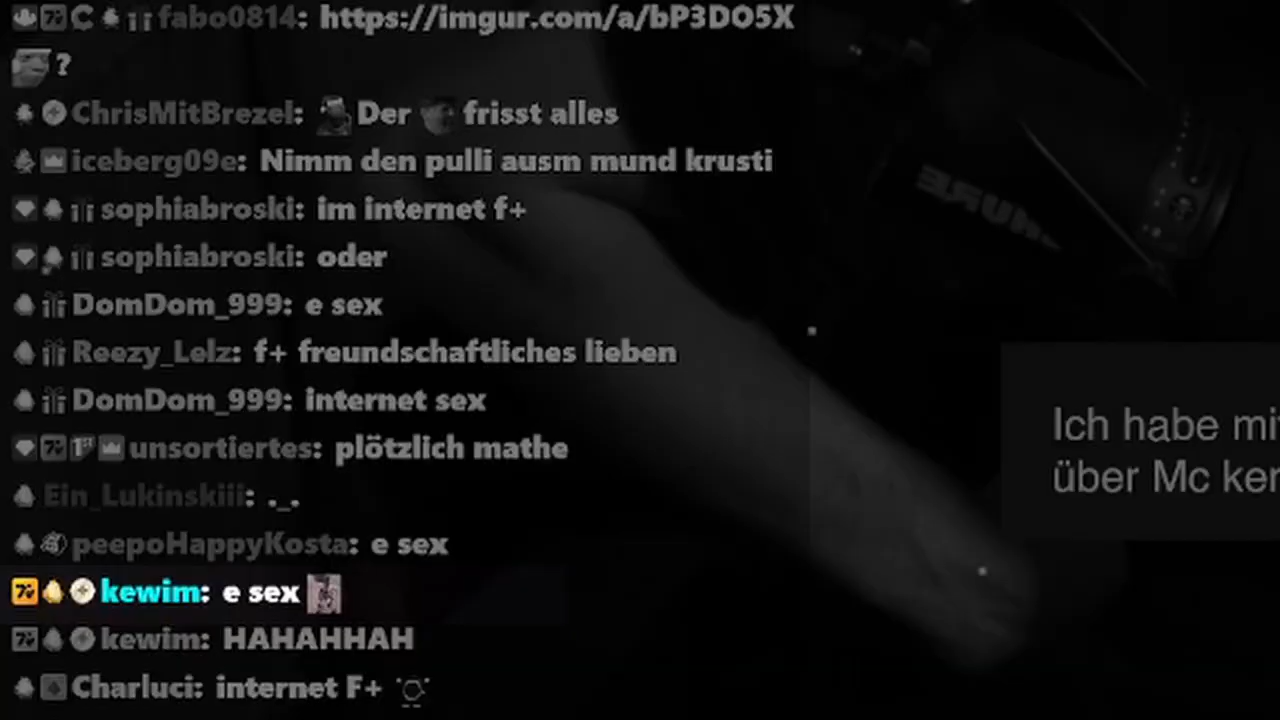 fabo0814: https://imgur.com/a/bP3DO5X
?
ChrisMitBrezel: Der frisst alles
iceberg09e: Nimm den pulli ausm mund krusti
sophiabroski: im internet f+
sophiabroski: oder
DomDom_999: e sex
Reezy_Lelz: f+ freundschaftliches lieben
DomDom_999: internet sex
unsortiertes: plötzlich mathe
Ein_Lukinskiii: ._.
peepoHappyKosta: e sex
kewim: e sex
kewim: HAHAHHAH
Charluci: internet F+
Ich habe mi
über Mc ker